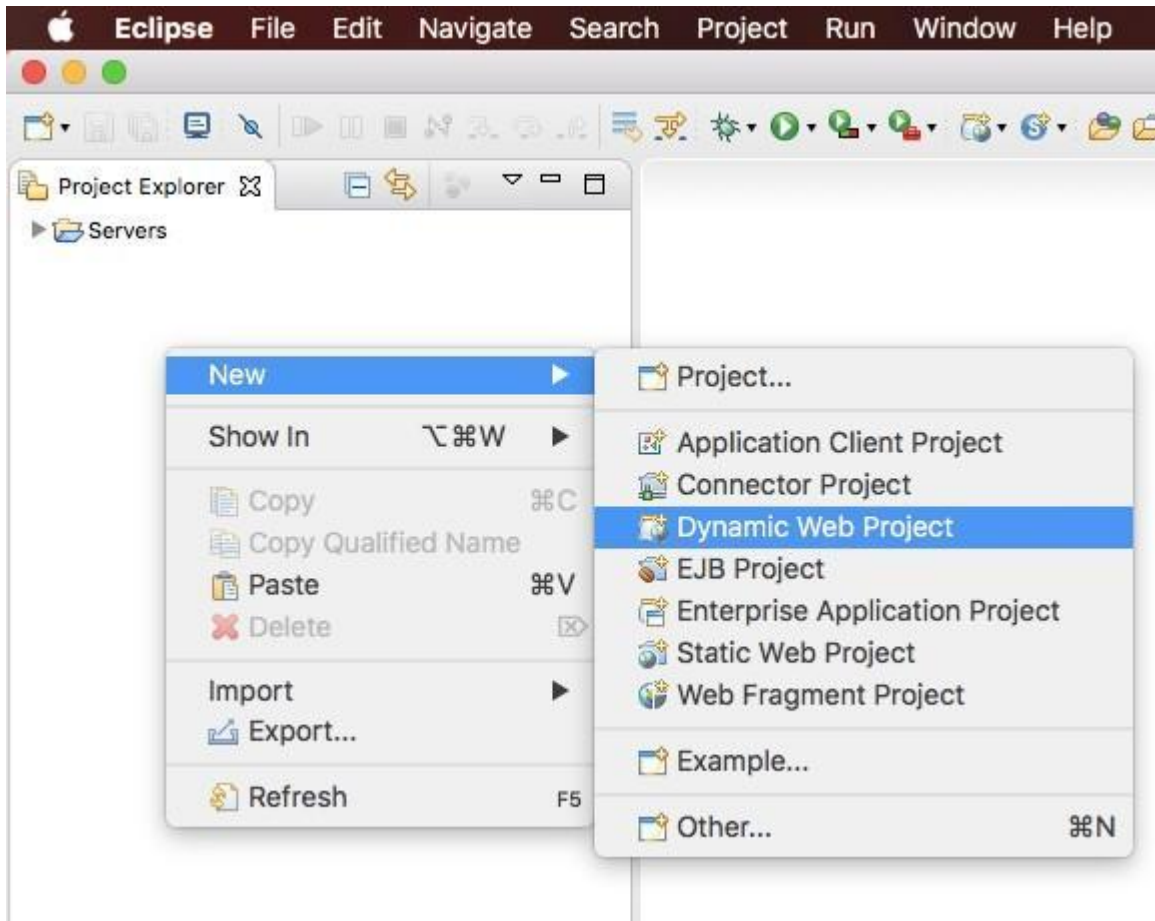 Eclipse File Edit Navigate Search Project Run Window Help
Project Explorer
Servers
New
Show In ⌥⌘W
Copy ⌘C
Copy Qualified Name
Paste ⌘V
Delete ⌦
Import
Export...
Refresh F5
Project...
Application Client Project
Connector Project
Dynamic Web Project
EJB Project
Enterprise Application Project
Static Web Project
Web Fragment Project
Example...
Other... ⌘N